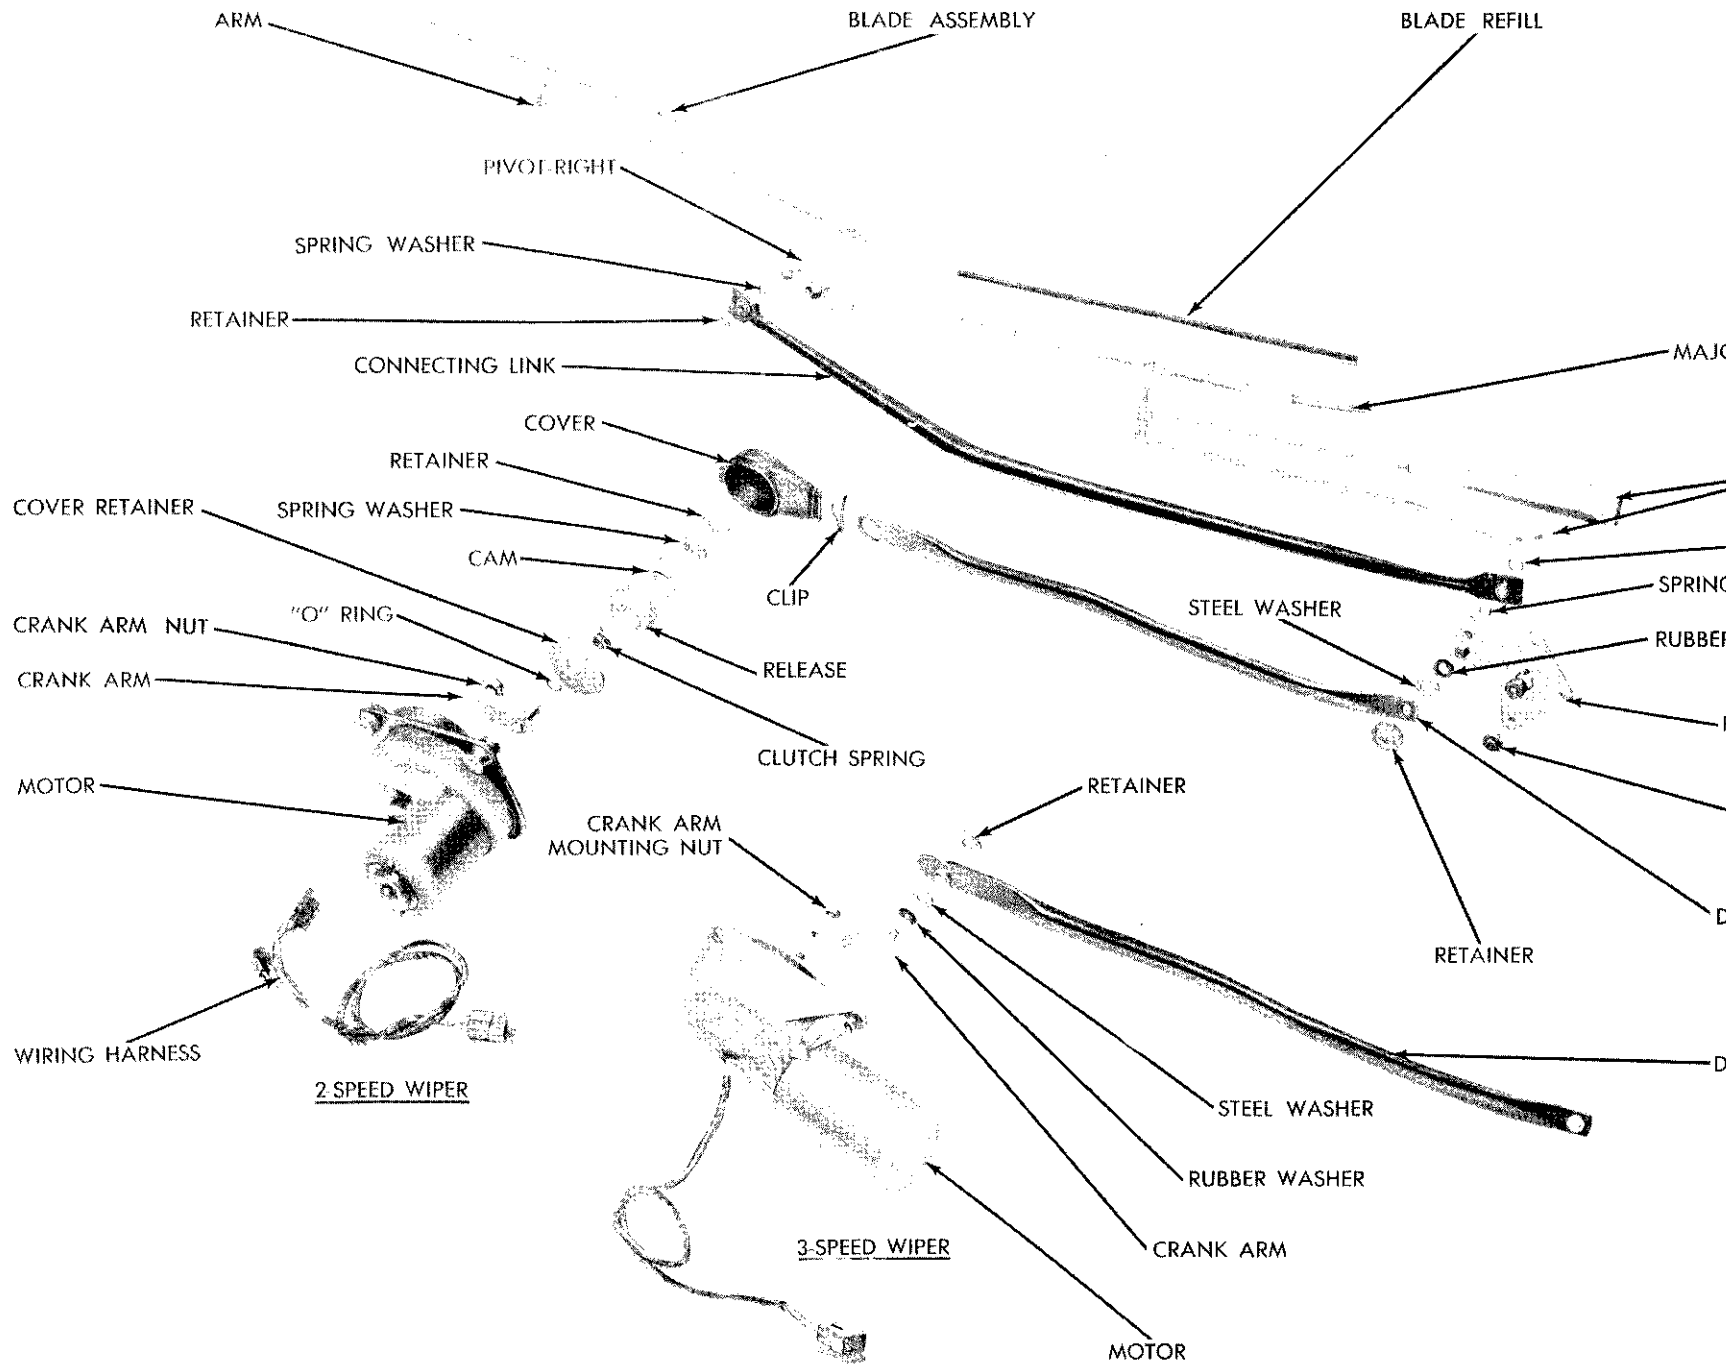 ARM
BLADE ASSEMBLY
BLADE REFILL
PIVOT-RIGHT
SPRING WASHER
RETAINER
CONNECTING LINK
MAJO
COVER
RETAINER
COVER RETAINER
SPRING WASHER
CAM
CLIP
"O" RING
STEEL WASHER
SPRING
CRANK ARM NUT
RUBBER
RELEASE
CRANK ARM
CLUTCH SPRING
MOTOR
RETAINER
CRANK ARM
MOUNTING NUT
D
RETAINER
WIRING HARNESS
D
2-SPEED WIPER
STEEL WASHER
RUBBER WASHER
3-SPEED WIPER
CRANK ARM
MOTOR